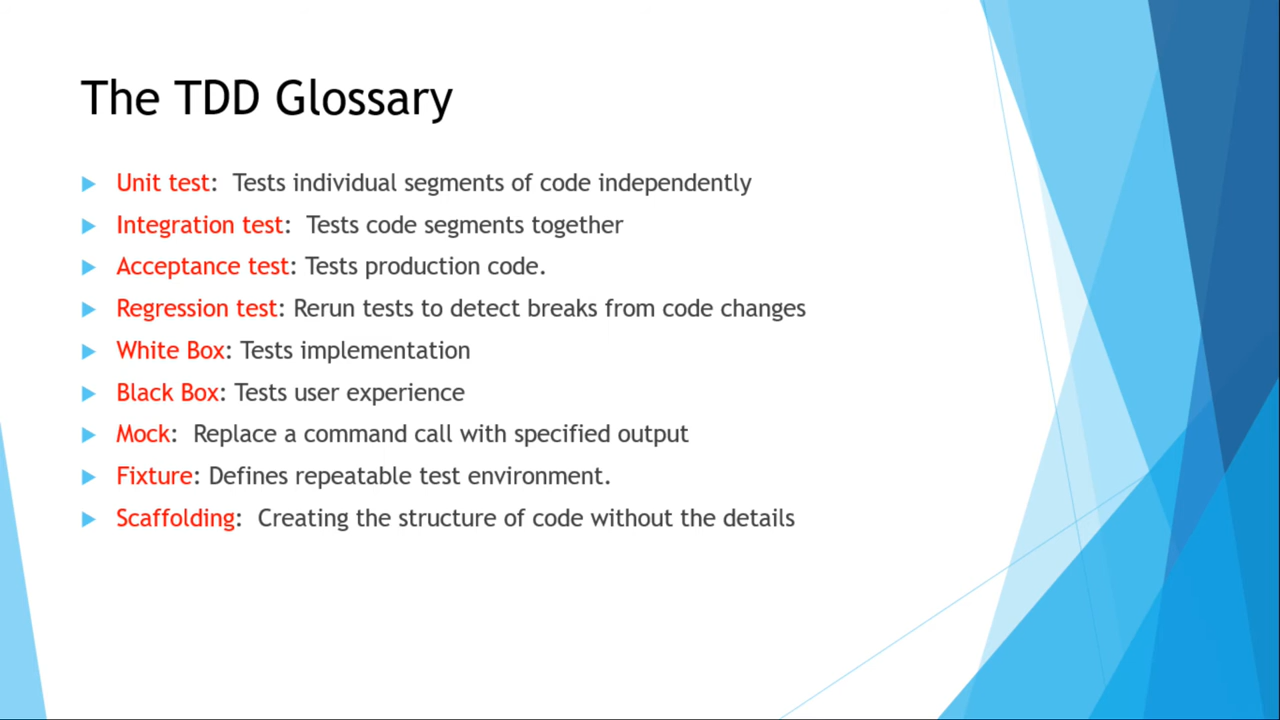 The TDD Glossary
Unit test:  Tests individual segments of code independently
Integration test:  Tests code segments together
Acceptance test: Tests production code.
Regression test: Rerun tests to detect breaks from code changes
White Box: Tests implementation
Black Box: Tests user experience
Mock:  Replace a command call with specified output
Fixture: Defines repeatable test environment.
Scaffolding:  Creating the structure of code without the details